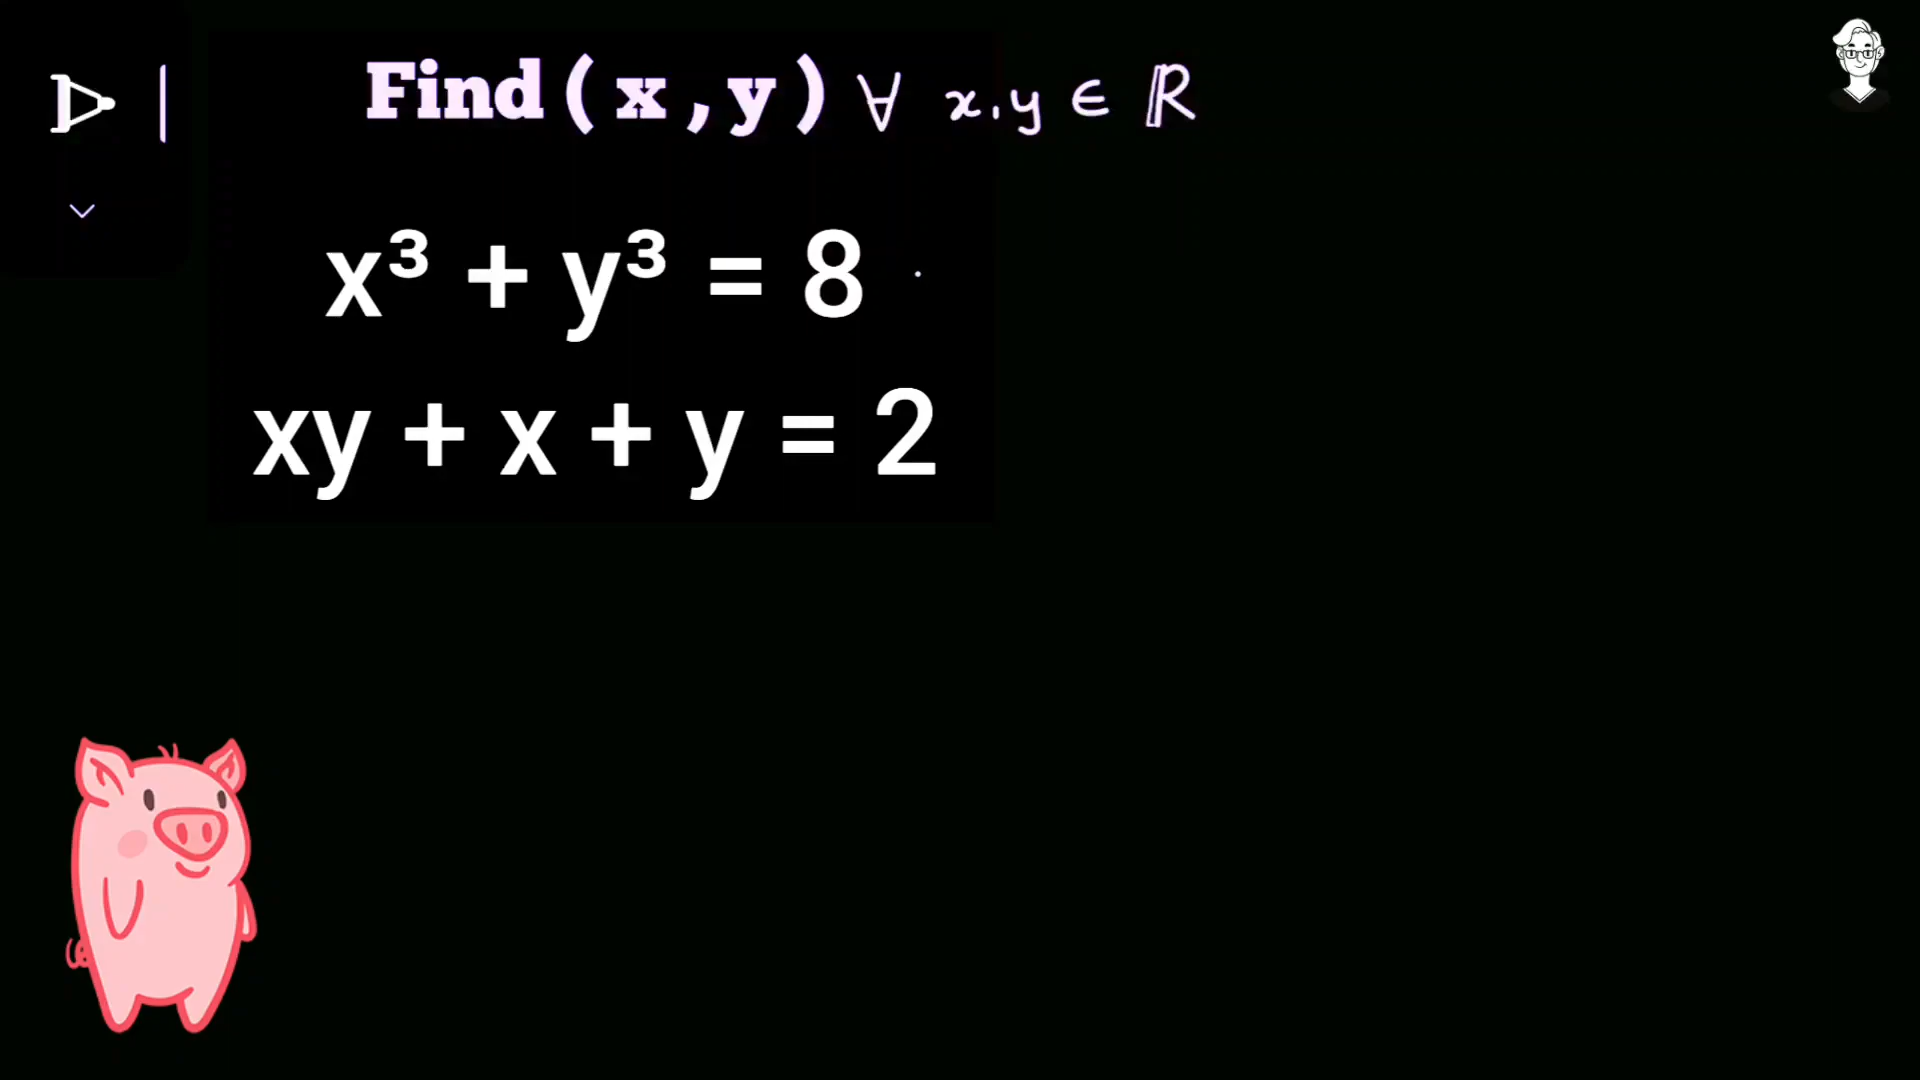 Find ( x , y ) ∀ x,y ∈ ℝ
x³ + y³ = 8
xy + x + y = 2